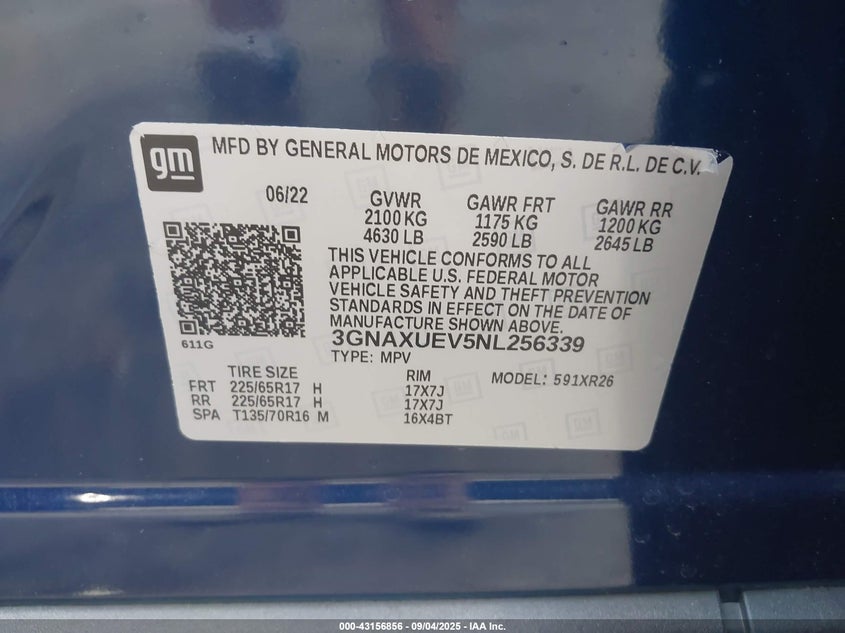 gm
MFD BY GENERAL MOTORS DE MEXICO, S. DE R.L. DE C.V.
06/22 GVWR GAWR FRT GAWR RR
2100 KG 1175 KG 1200 KG
4630 LB 2590 LB 2645 LB
THIS VEHICLE CONFORMS TO ALL
APPLICABLE U.S. FEDERAL MOTOR
VEHICLE SAFETY AND THEFT PREVENTION
STANDARDS IN EFFECT ON THE DATE OF
MANUFACTURE SHOWN ABOVE.
611G
3GNAXUEV5NL256339
TYPE: MPV
TIRE SIZE RIM MODEL: 591XR26
FRT 225/65R17 H 17X7J
RR 225/65R17 H 17X7J
SPA T135/70R16 M 16X4BT
000-43156856 - 09/04/2025 - IAA Inc.